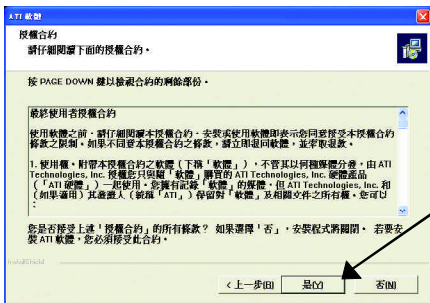 ATI 軟體
授權合約
請仔細閱讀下面的授權合約。
按 PAGE DOWN 鍵以檢視合約的剩餘部份。
最終使用者授權合約
使用軟體之前，請仔細閱讀本授權合約。安裝或使用軟體即表示您同意接受本授權合約
條款之限制。如果不同意本授權合約之條款，請立即退回軟體，並索取退款。
1. 使用權。附帶本授權合約之軟體（下稱「軟體」），不管其以何種媒體分發，由 ATI
Technologies, Inc. 授權您只與隨「軟體」購買的 ATI Technologies, Inc. 硬體產品
（「ATI 硬體」）一起使用。您擁有記錄「軟體」的媒體，但 ATI Technologies, Inc. 和
（如果適用）其簽證人（統稱「ATI」）保留對「軟體」及相關文件之所有權。您可以
：
您是否接受上述「授權合約」的所有條款？ 如果選擇「否」，安裝程式將關閉。 若要安
裝 ATI 軟體，您必須接受此合約。
InstallShield
< 上一步(B) 是(Y) 否(N)